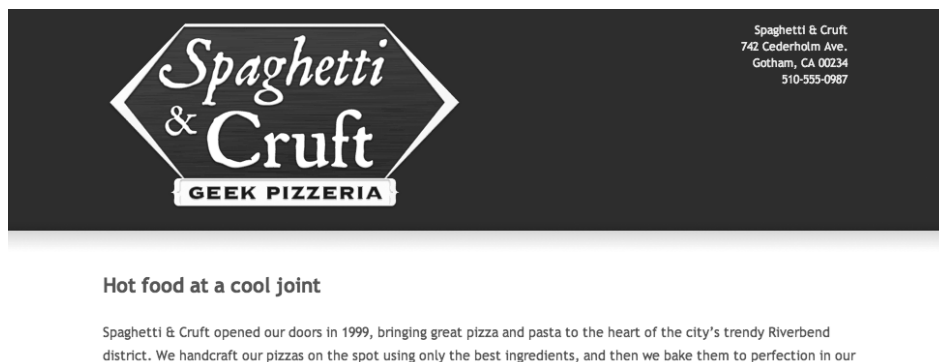 Spaghetti
& Cruft
GEEK PIZZERIA
Spaghetti & Cruft
742 Cederholm Ave.
Gotham, CA 00234
510-555-0987
Hot food at a cool joint
Spaghetti & Cruft opened our doors in 1999, bringing great pizza and pasta to the heart of the city’s trendy Riverbend
district. We handcraft our pizzas on the spot using only the best ingredients, and then we bake them to perfection in our